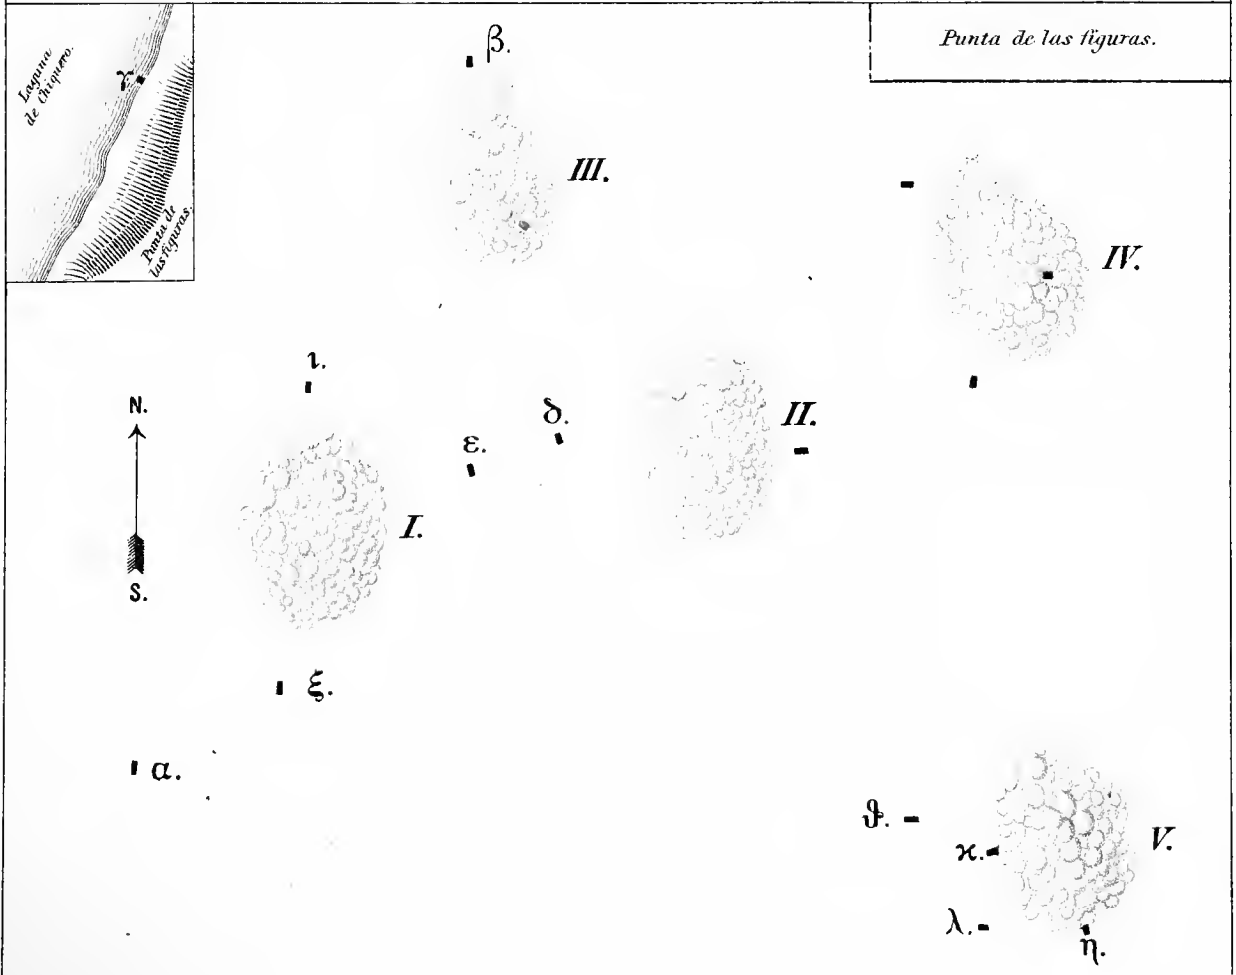 Laguna
de Chiquero.
γ.
Punta de
las figuras.
Punta de las figuras.
β.
III.
IV.
ι.
N.
δ.
II.
ε.
I.
S.
ξ.
α.
ϑ.
V.
ϰ.
λ.
η.